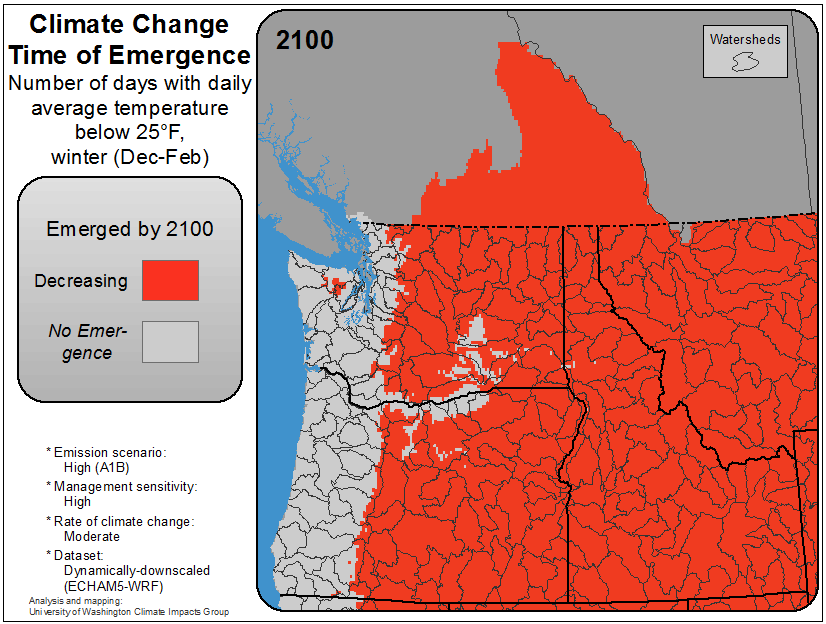 Climate Change
Time of Emergence
Number of days with daily
average temperature
below 25°F,
winter (Dec-Feb)
Emerged by 2100
Decreasing
No Emer-
gence
* Emission scenario:
High (A1B)
* Management sensitivity:
High
* Rate of climate change:
Moderate
* Dataset:
Dynamically-downscaled
(ECHAM5-WRF)
Analysis and mapping:
University of Washington Climate Impacts Group
2100
Watersheds